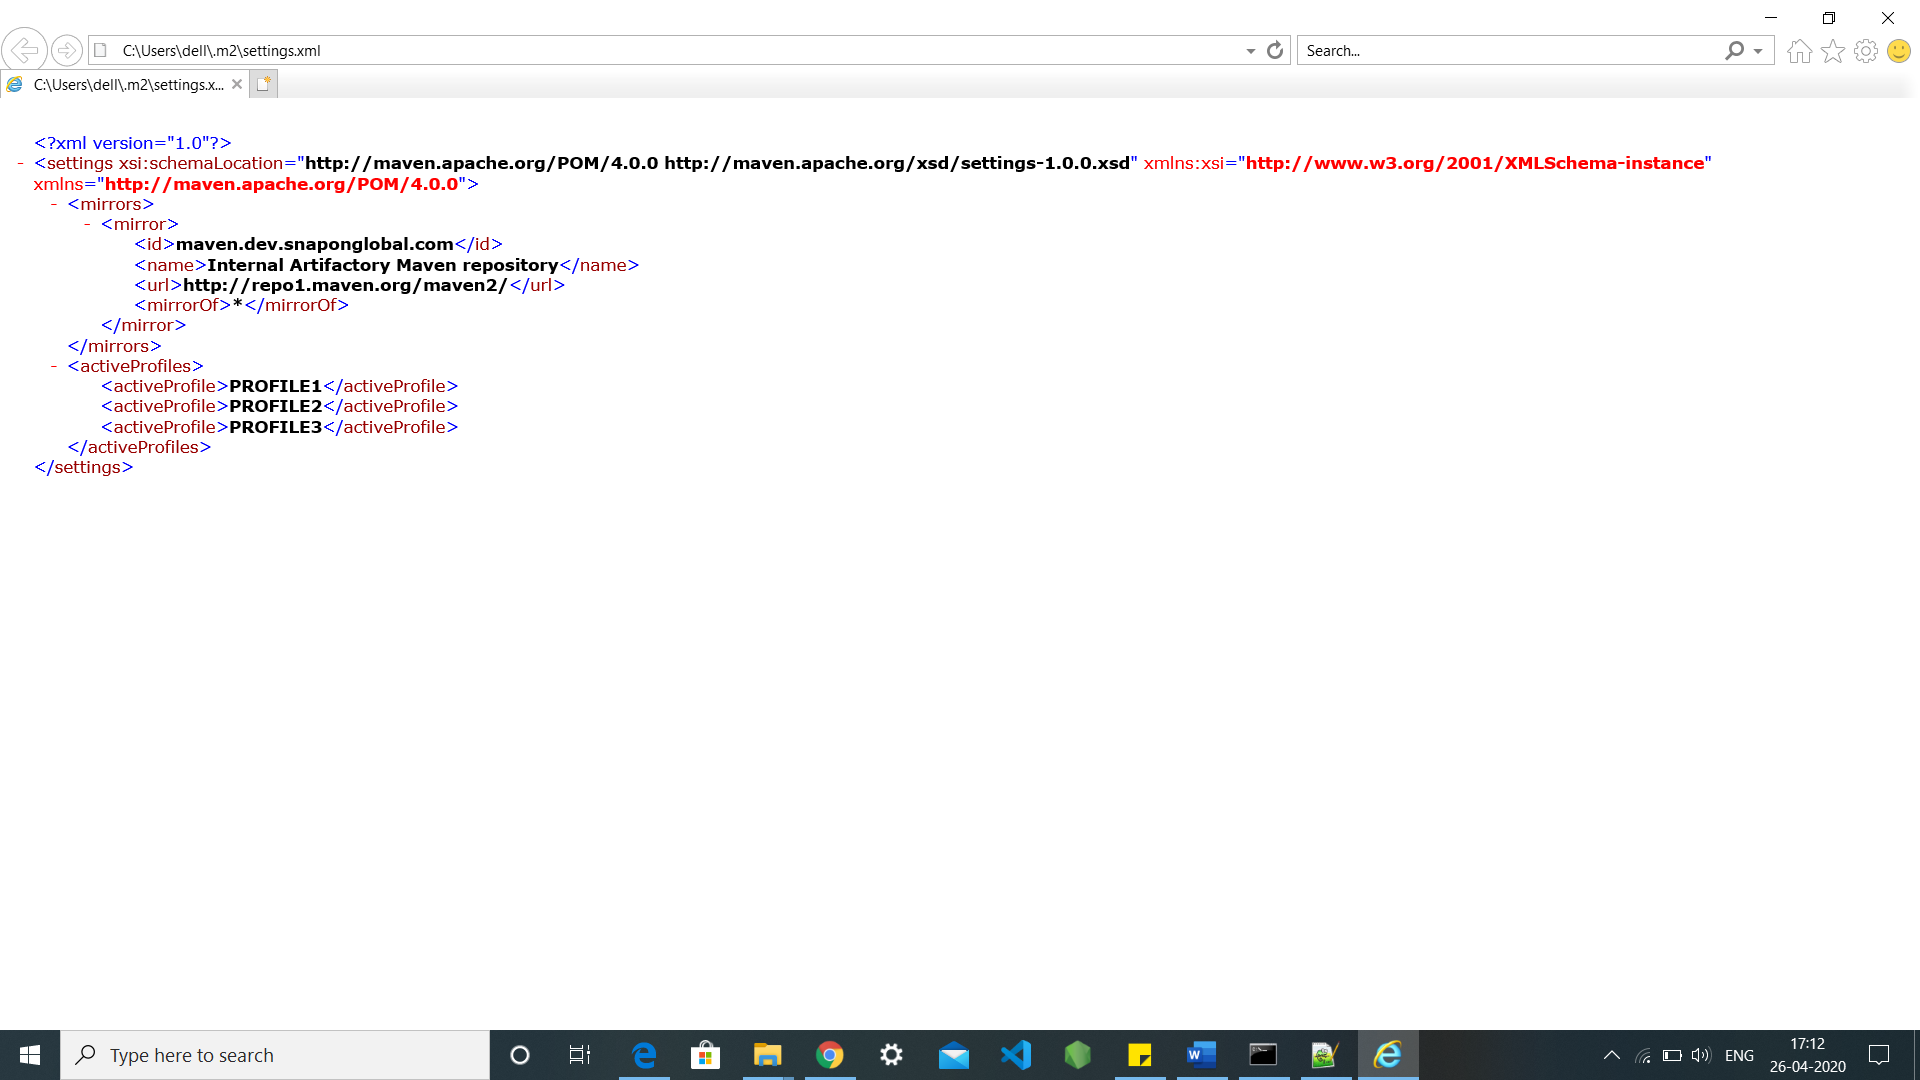 C:\Users\dell\.m2\settings.xml
Search...
C:\Users\dell\.m2\settings.x...
<?xml version="1.0"?>
- <settings xsi:schemaLocation="http://maven.apache.org/POM/4.0.0 http://maven.apache.org/xsd/settings-1.0.0.xsd" xmlns:xsi="http://www.w3.org/2001/XMLSchema-instance"
xmlns="http://maven.apache.org/POM/4.0.0">
- <mirrors>
- <mirror>
<id>maven.dev.snaponglobal.com</id>
<name>Internal Artifactory Maven repository</name>
<url>http://repo1.maven.org/maven2/</url>
<mirrorOf>*</mirrorOf>
</mirror>
</mirrors>
- <activeProfiles>
<activeProfile>PROFILE1</activeProfile>
<activeProfile>PROFILE2</activeProfile>
<activeProfile>PROFILE3</activeProfile>
</activeProfiles>
</settings>
Type here to search
ENG
17:12
26-04-2020